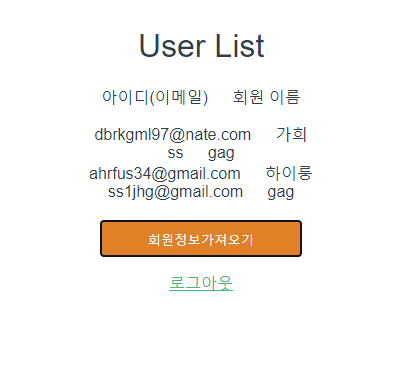 User List
아이디(이메일) 회원 이름
dbrkgml97@nate.com 가희
ss gag
ahrfus34@gmail.com 하이룽
ss1jhg@gmail.com gag
회원정보가져오기
로그아웃